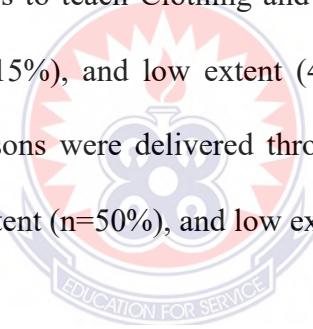 to teach Clothing and
15%), and low extent (4
sons were delivered thro
tent (n=50%), and low ex
EDUCATION FOR SERVICE